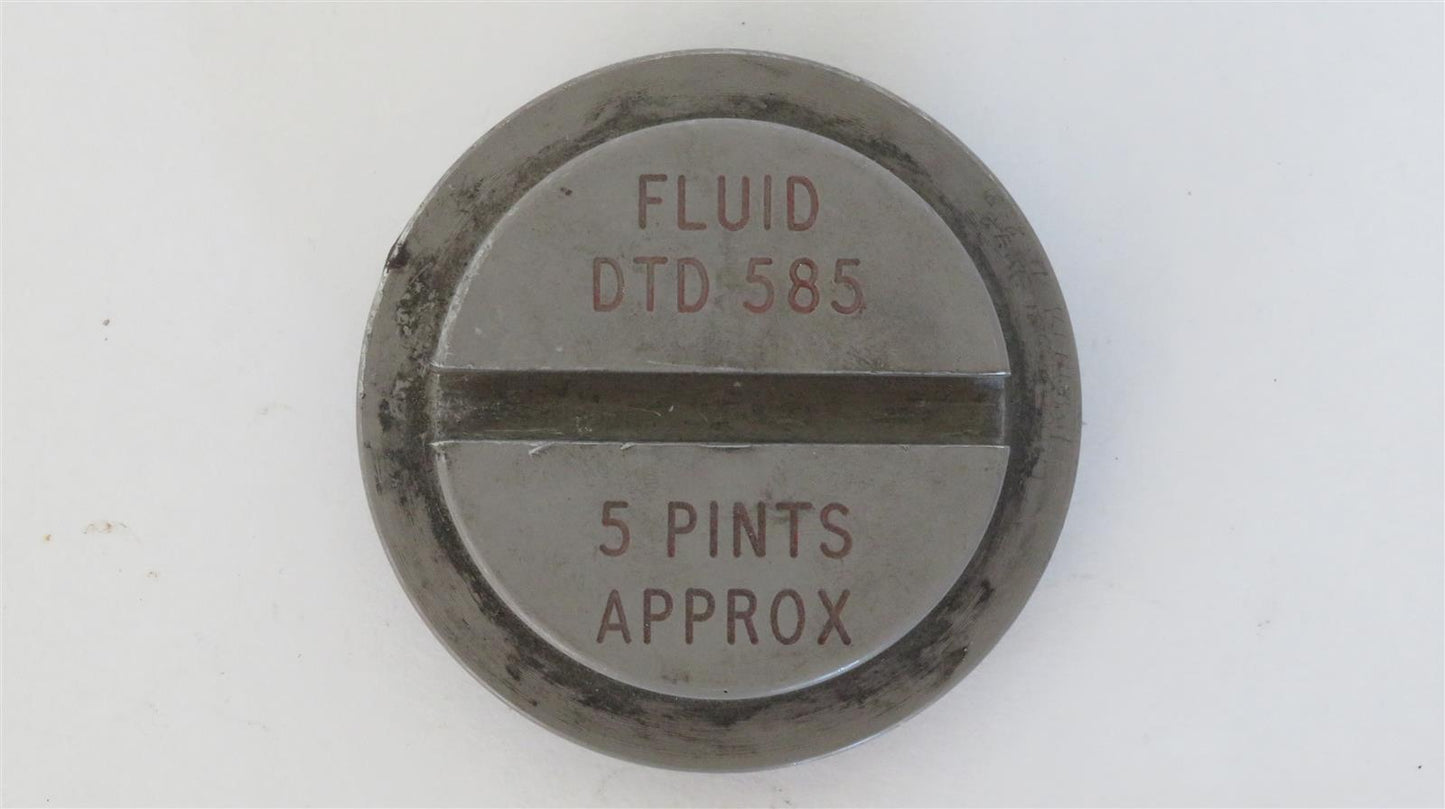 FLUID
DTD 585
5 PINTS
APPROX